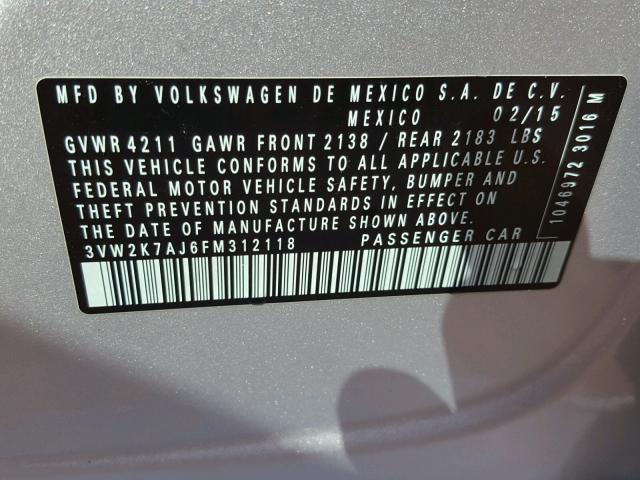 MFD BY VOLKSWAGEN DE MEXICO S.A. DE C.V.
MEXICO 02/15
GVWR 4211 GAWR FRONT 2138 / REAR 2183 LBS
THIS VEHICLE CONFORMS TO ALL APPLICABLE U.S.
FEDERAL MOTOR VEHICLE SAFETY, BUMPER AND
THEFT PREVENTION STANDARDS IN EFFECT ON
THE DATE OF MANUFACTURE SHOWN ABOVE.
3VW2K7AJ6FM312118 PASSENGER CAR
1046972 3016 M